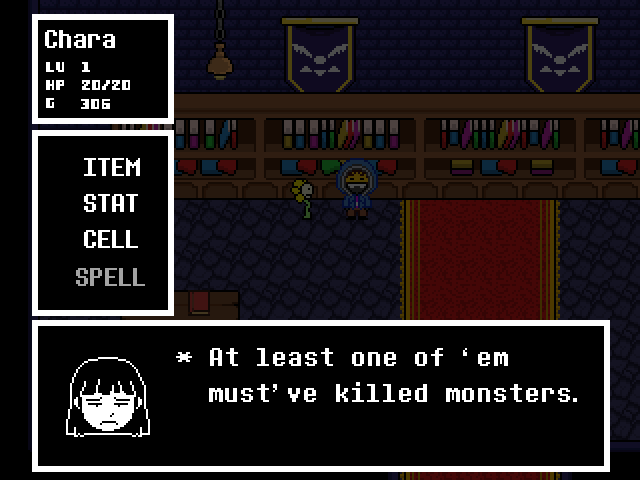 Chara
LV 1
HP 20/20
G 306
ITEM
STAT
CELL
SPELL
* At least one of ‘em
must’ve killed monsters.